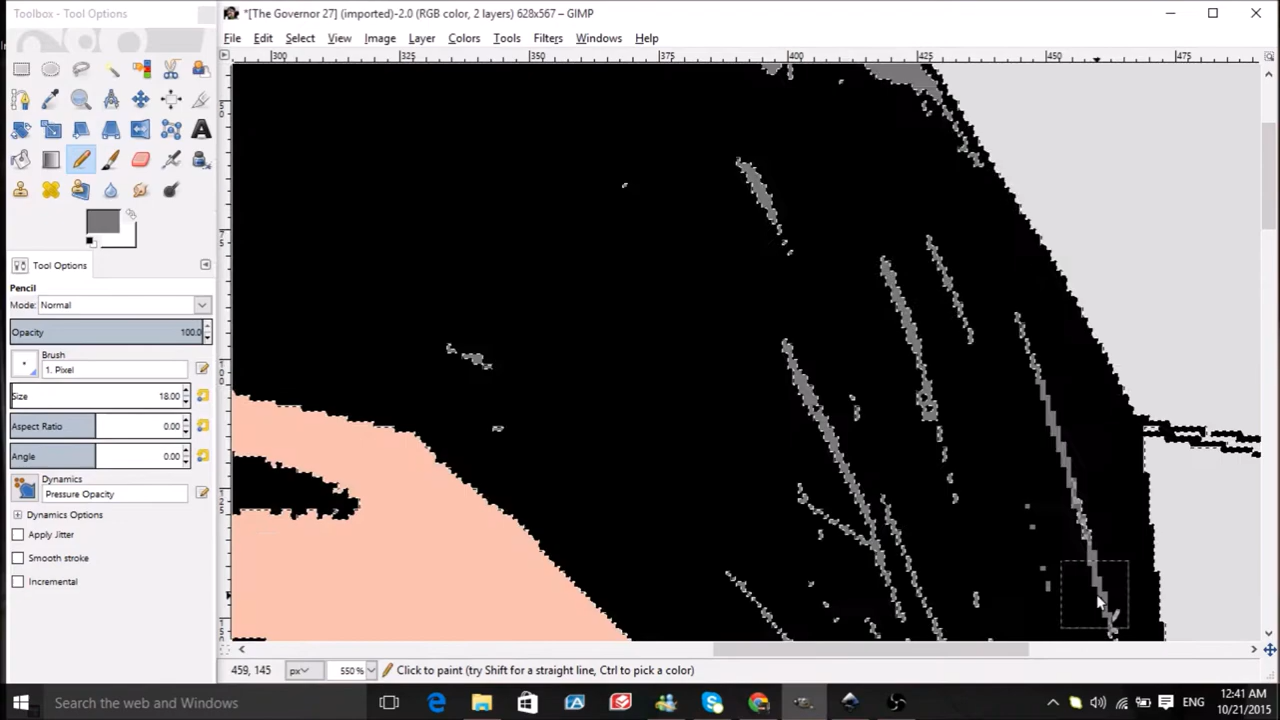 Toolbox - Tool Options
*[The Governor 27] (imported)-2.0 (RGB color, 2 layers) 628x567 – GIMP
File Edit Select View Image Layer Colors Tools Filters Windows Help
300 325 350 375 400 425 450 475
Tool Options
Pencil
Mode: Normal
Opacity 100.0
Brush
1. Pixel
Size 18.00
Aspect Ratio 0.00
Angle 0.00
Dynamics
Pressure Opacity
Dynamics Options
Apply Jitter
Smooth stroke
Incremental
459, 145 px 550 % Click to paint (try Shift for a straight line, Ctrl to pick a color)
Search the web and Windows
ENG
12:41 AM
10/21/2015